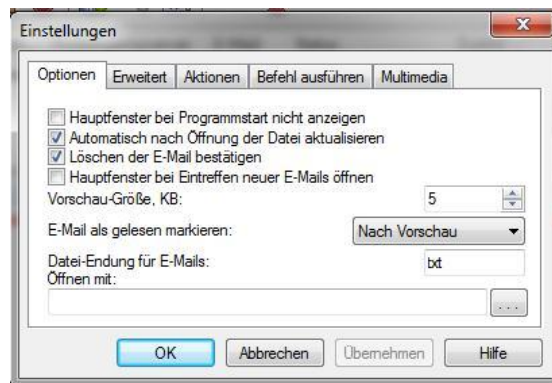 Einstellungen
Optionen Erweitert Aktionen Befehl ausführen Multimedia
Hauptfenster bei Programmstart nicht anzeigen
Automatisch nach Öffnung der Datei aktualisieren
Löschen der E-Mail bestätigen
Hauptfenster bei Eintreffen neuer E-Mails öffnen
Vorschau-Größe, KB: 5
E-Mail als gelesen markieren: Nach Vorschau
Datei-Endung für E-Mails: txt
Öffnen mit:
...
OK Abbrechen Übernehmen Hilfe